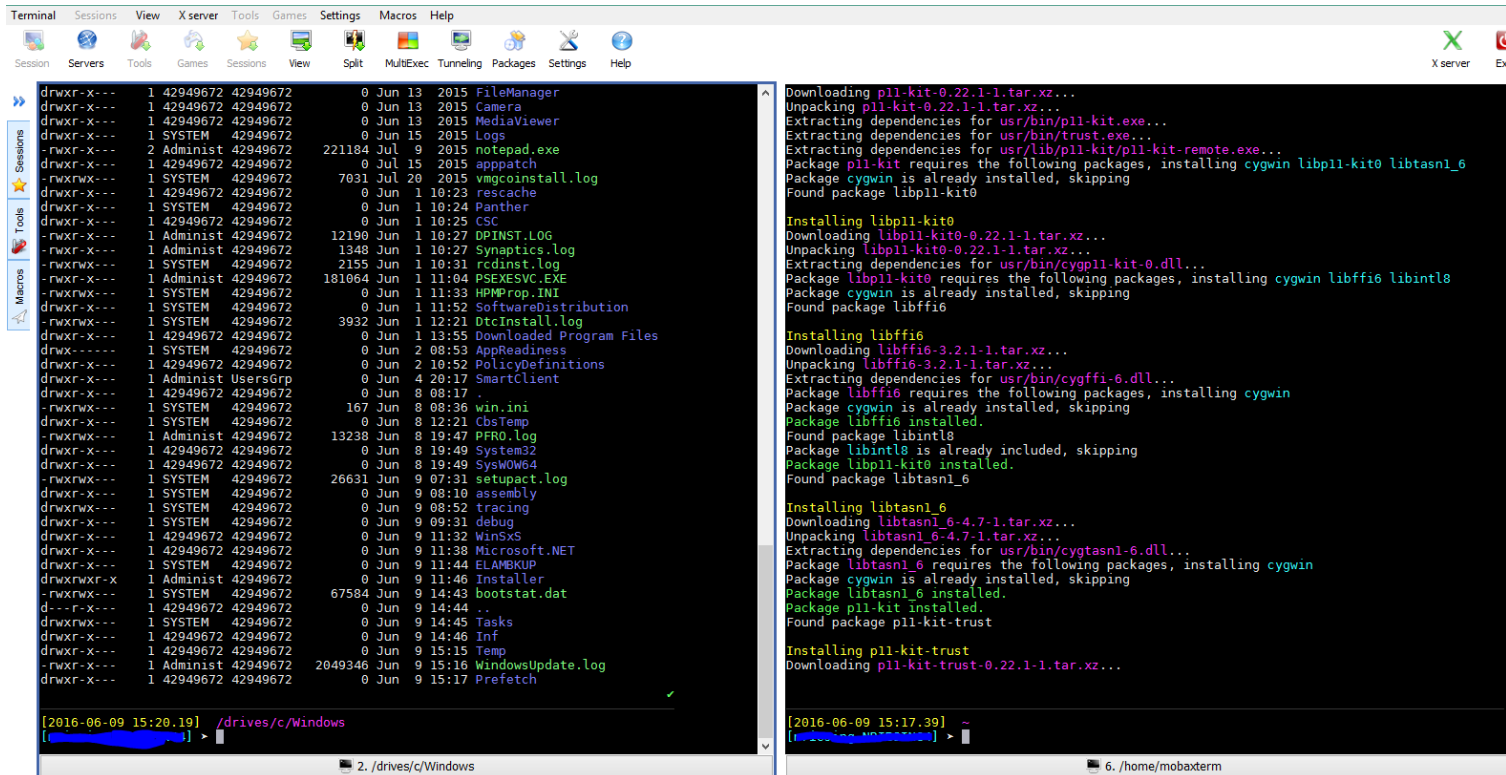 Terminal Sessions View X server Tools Games Settings Macros Help
Session Servers Tools Games Sessions View Split MultiExec Tunneling Packages Settings Help X server Ex
Sessions
Tools
Macros
drwxr-x--- 1 42949672 42949672 0 Jun 13 2015 FileManager
drwxr-x--- 1 42949672 42949672 0 Jun 13 2015 Camera
drwxr-x--- 1 42949672 42949672 0 Jun 13 2015 MediaViewer
drwxr-x--- 1 SYSTEM 42949672 0 Jun 15 2015 Logs
-rwxr-x--- 2 Administ 42949672 221184 Jul 9 2015 notepad.exe
drwxr-x--- 1 42949672 42949672 0 Jul 15 2015 apppatch
-rwxrwx--- 1 SYSTEM 42949672 7031 Jul 20 2015 vmgcoinstall.log
drwxr-x--- 1 42949672 42949672 0 Jun 1 10:23 rescache
drwxr-x--- 1 SYSTEM 42949672 0 Jun 1 10:24 Panther
drwxr-x--- 1 SYSTEM 42949672 0 Jun 1 10:25 CSC
-rwxr-x--- 1 Administ 42949672 12190 Jun 1 10:27 DPINST.LOG
-rwxr-x--- 1 Administ 42949672 1348 Jun 1 10:27 Synaptics.log
-rwxrwx--- 1 SYSTEM 42949672 2155 Jun 1 10:31 rcdinst.log
-rwxr-x--- 1 Administ 42949672 181064 Jun 1 11:04 PSEXESVC.EXE
-rwxrwx--- 1 SYSTEM 42949672 0 Jun 1 11:33 HPMProp.INI
drwxr-x--- 1 SYSTEM 42949672 0 Jun 1 11:52 SoftwareDistribution
-rwxrwx--- 1 SYSTEM 42949672 3932 Jun 1 12:21 DtcInstall.log
drwxr-x--- 1 42949672 42949672 0 Jun 1 13:55 Downloaded Program Files
drwx------ 1 SYSTEM 42949672 0 Jun 2 08:53 AppReadiness
drwxr-x--- 1 42949672 42949672 0 Jun 2 10:52 PolicyDefinitions
drwxr-x--- 1 Administ UsersGrp 0 Jun 4 20:17 SmartClient
drwxr-x--- 1 42949672 42949672 0 Jun 8 08:17 .
-rwxrwx--- 1 SYSTEM 42949672 167 Jun 8 08:36 win.ini
drwxr-x--- 1 SYSTEM 42949672 0 Jun 8 12:21 CbsTemp
-rwxrwx--- 1 Administ 42949672 13238 Jun 8 19:47 PFRO.log
drwxr-x--- 1 42949672 42949672 0 Jun 8 19:49 System32
drwxr-x--- 1 42949672 42949672 0 Jun 8 19:49 SysWOW64
-rwxrwx--- 1 SYSTEM 42949672 26631 Jun 9 07:31 setupact.log
drwxr-x--- 1 SYSTEM 42949672 0 Jun 9 08:10 assembly
drwxrwx--- 1 SYSTEM 42949672 0 Jun 9 08:52 tracing
drwxr-x--- 1 SYSTEM 42949672 0 Jun 9 09:31 debug
drwxr-x--- 1 42949672 42949672 0 Jun 9 11:32 WinSxS
drwxr-x--- 1 42949672 42949672 0 Jun 9 11:38 Microsoft.NET
drwxr-x--- 1 SYSTEM 42949672 0 Jun 9 11:44 ELAMBKUP
drwxrwxr-x 1 Administ 42949672 0 Jun 9 11:46 Installer
-rwxrwx--- 1 SYSTEM 42949672 67584 Jun 9 14:43 bootstat.dat
d---r-x--- 1 42949672 42949672 0 Jun 9 14:44 ..
drwxrwx--- 1 SYSTEM 42949672 0 Jun 9 14:45 Tasks
drwxr-x--- 1 42949672 42949672 0 Jun 9 14:46 Inf
drwxr-x--- 1 42949672 42949672 0 Jun 9 15:15 Temp
-rwxr-x--- 1 Administ 42949672 2049346 Jun 9 15:16 WindowsUpdate.log
drwxr-x--- 1 42949672 42949672 0 Jun 9 15:17 Prefetch
[2016-06-09 15:20.19] /drives/c/Windows
2. /drives/c/Windows
Downloading p11-kit-0.22.1-1.tar.xz...
Unpacking p11-kit-0.22.1-1.tar.xz...
Extracting dependencies for usr/bin/p11-kit.exe...
Extracting dependencies for usr/bin/trust.exe...
Extracting dependencies for usr/lib/p11-kit/p11-kit-remote.exe...
Package p11-kit requires the following packages, installing cygwin libp11-kit0 libtasn1_6
Package cygwin is already installed, skipping
Found package libp11-kit0
Installing libp11-kit0
Downloading libp11-kit0-0.22.1-1.tar.xz...
Unpacking libp11-kit0-0.22.1-1.tar.xz...
Extracting dependencies for usr/bin/cygp11-kit-0.dll...
Package libp11-kit0 requires the following packages, installing cygwin libffi6 libintl8
Package cygwin is already installed, skipping
Found package libffi6
Installing libffi6
Downloading libffi6-3.2.1-1.tar.xz...
Unpacking libffi6-3.2.1-1.tar.xz...
Extracting dependencies for usr/bin/cygffi-6.dll...
Package libffi6 requires the following packages, installing cygwin
Package cygwin is already installed, skipping
Package libffi6 installed.
Found package libintl8
Package libintl8 is already included, skipping
Package libp11-kit0 installed.
Found package libtasn1_6
Installing libtasn1_6
Downloading libtasn1_6-4.7-1.tar.xz...
Unpacking libtasn1_6-4.7-1.tar.xz...
Extracting dependencies for usr/bin/cygtasn1-6.dll...
Package libtasn1_6 requires the following packages, installing cygwin
Package cygwin is already installed, skipping
Package libtasn1_6 installed.
Package p11-kit installed.
Found package p11-kit-trust
Installing p11-kit-trust
Downloading p11-kit-trust-0.22.1-1.tar.xz...
[2016-06-09 15:17.39] ~
6. /home/mobaxterm